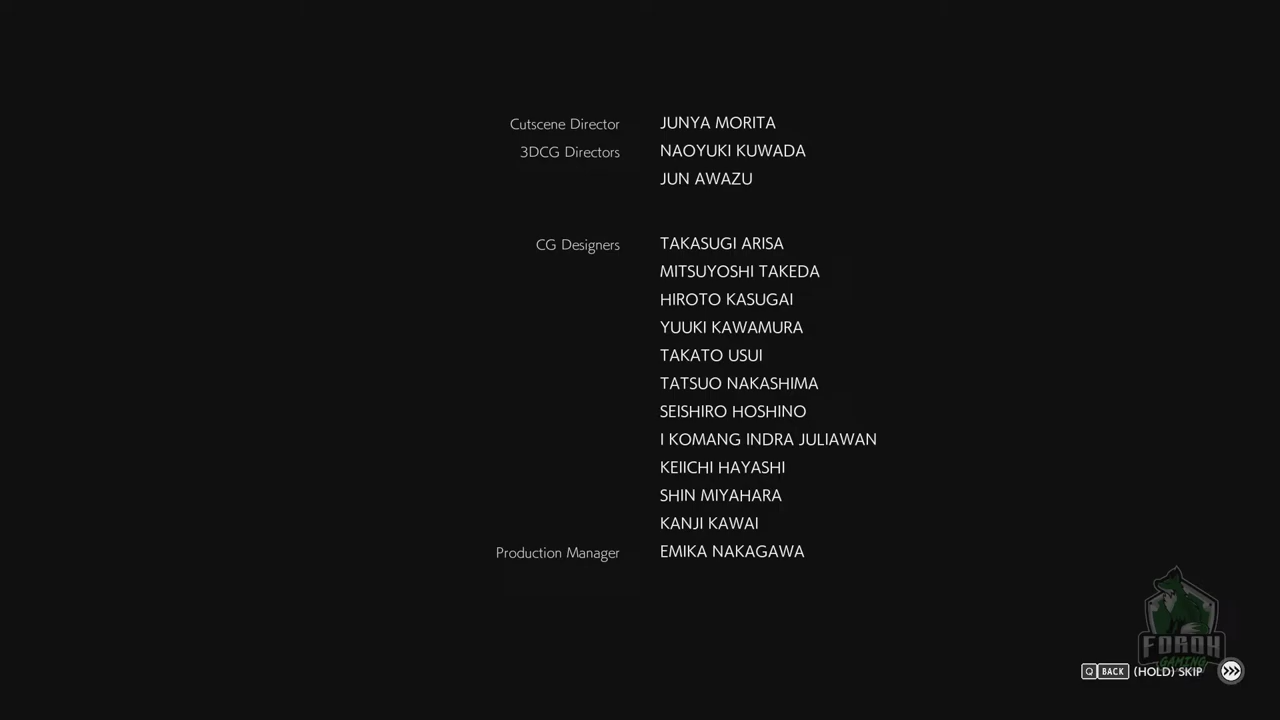 Cutscene Director JUNYA MORITA
3DCG Directors NAOYUKI KUWADA
JUN AWAZU
CG Designers TAKASUGI ARISA
MITSUYOSHI TAKEDA
HIROTO KASUGAI
YUUKI KAWAMURA
TAKATO USUI
TATSUO NAKASHIMA
SEISHIRO HOSHINO
I KOMANG INDRA JULIAWAN
KEIICHI HAYASHI
SHIN MIYAHARA
KANJI KAWAI
Production Manager EMIKA NAKAGAWA
FOROH
GAMING
Q BACK (HOLD) SKIP